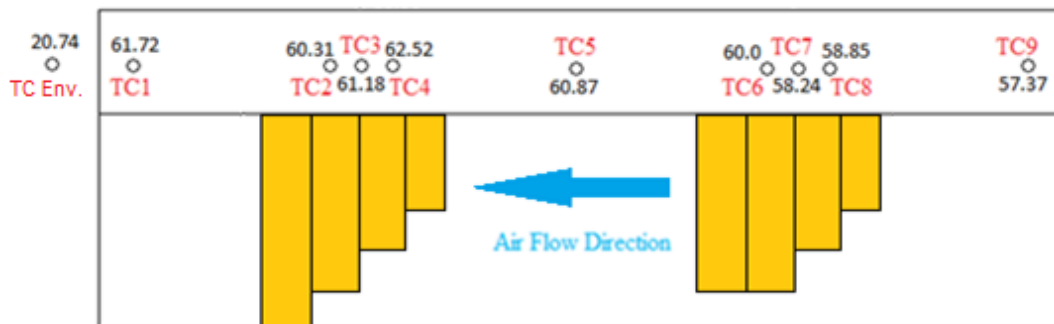 20.74
TC Env.
61.72
TC1
60.31 TC3 62.52
TC2 61.18 TC4
TC5
60.87
60.0 TC7 58.85
TC6 58.24 TC8
TC9
57.37
Air Flow Direction